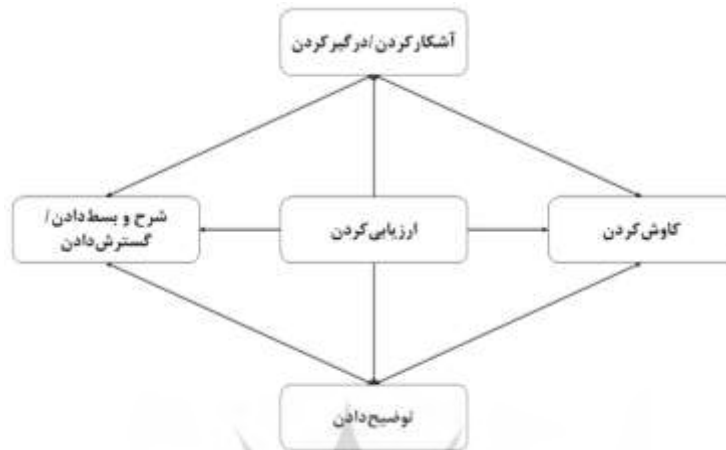 آشکارکردن/درگیرکردن
کاوش‌کردن
ارزیابی‌کردن
شرح و بسط‌دادن/
گسترش‌دادن
توضیح‌دادن